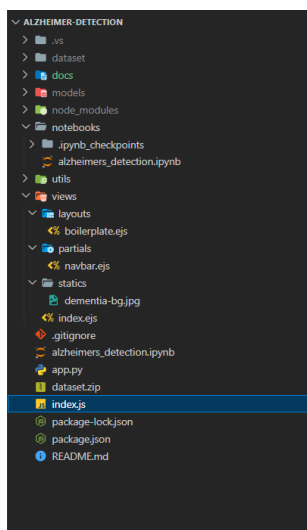 ALZHEIMER-DETECTION
.vs
dataset
docs
models
node_modules
notebooks
.ipynb_checkpoints
alzheimers_detection.ipynb
utils
views
layouts
<% boilerplate.ejs
partials
<% navbar.ejs
statics
dementia-bg.jpg
<% index.ejs
.gitignore
alzheimers_detection.ipynb
app.py
dataset.zip
JS index.js
package-lock.json
package.json
README.md